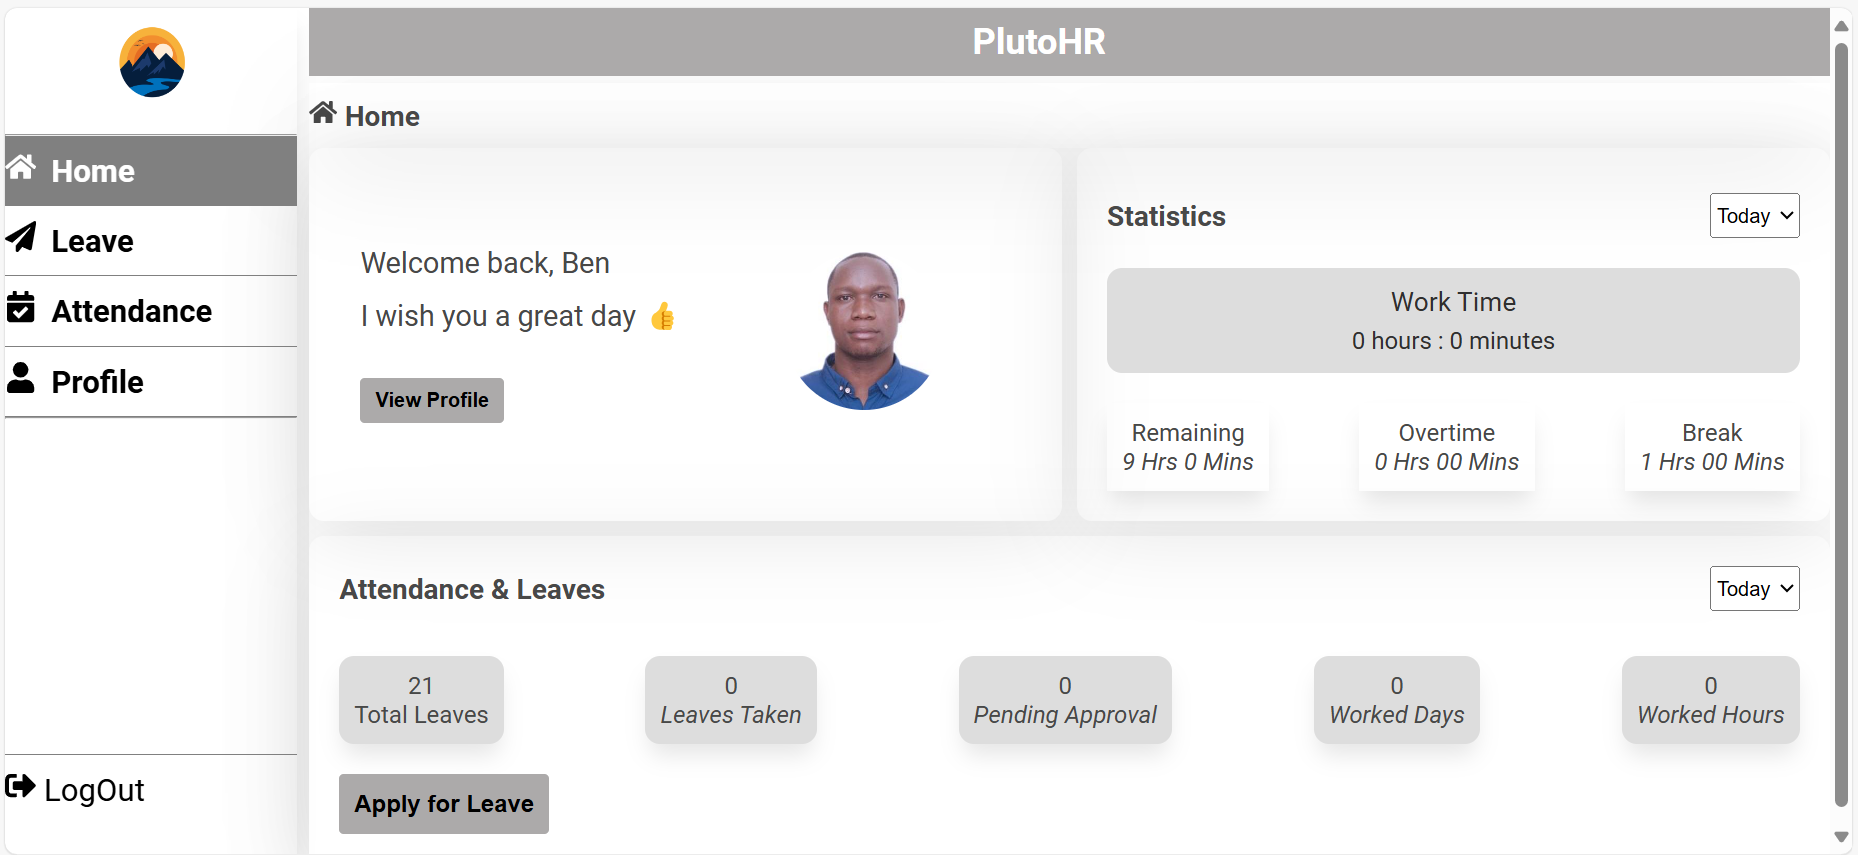 PlutoHR
Home
Home
Leave
Attendance
Profile
LogOut
Welcome back, Ben
I wish you a great day 👍
View Profile
Statistics
Today
Work Time
0 hours : 0 minutes
Remaining
9 Hrs 0 Mins
Overtime
0 Hrs 00 Mins
Break
1 Hrs 00 Mins
Attendance & Leaves
Today
21
Total Leaves
0
Leaves Taken
0
Pending Approval
0
Worked Days
0
Worked Hours
Apply for Leave